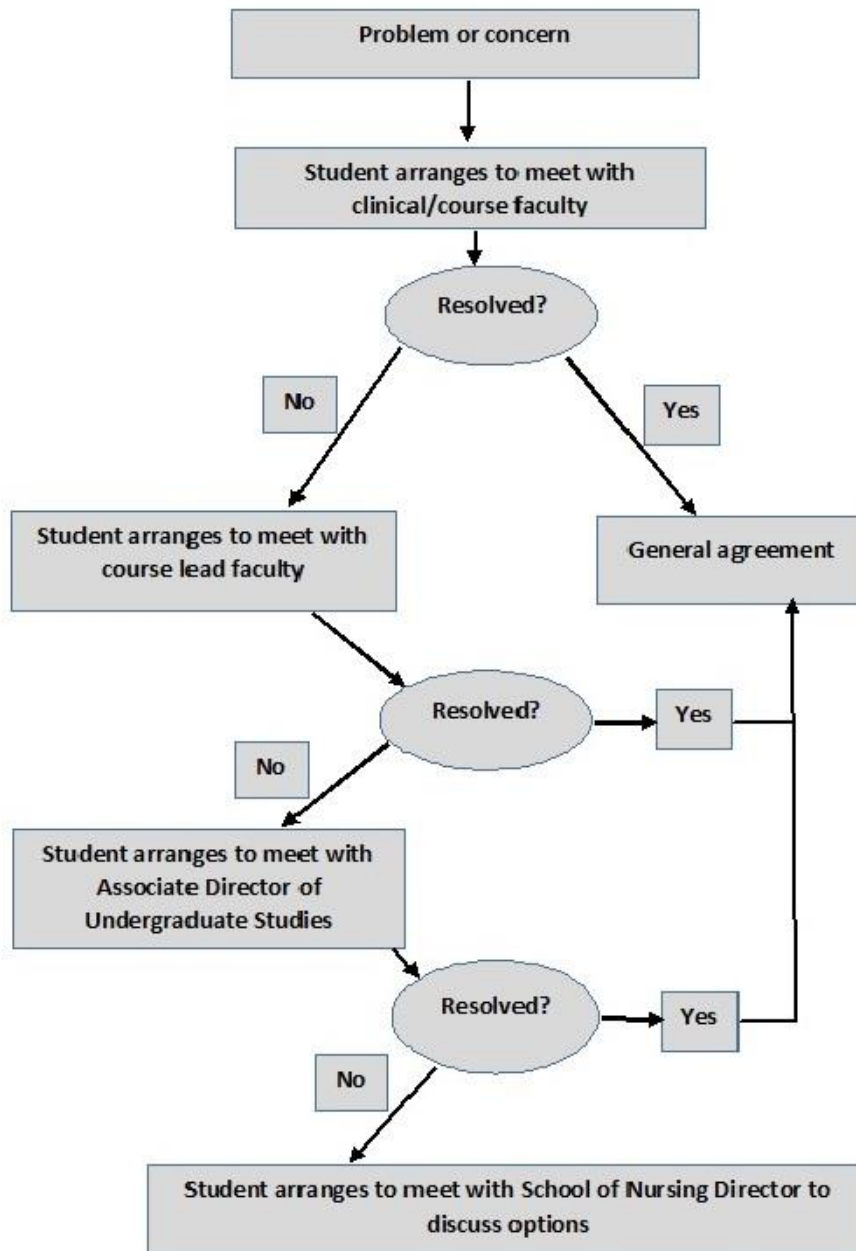 Problem or concern
Student arranges to meet with
clinical/course faculty
Resolved?
No
Yes
Student arranges to meet with
course lead faculty
General agreement
Resolved?
Yes
No
Student arranges to meet with
Associate Director of
Undergraduate Studies
Resolved?
Yes
No
Student arranges to meet with School of Nursing Director to
discuss options